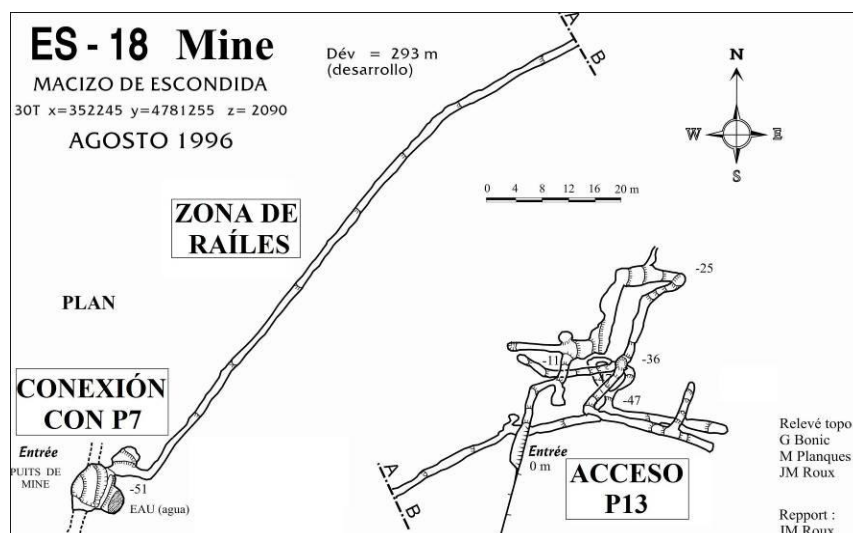 ES - 18 Mine
MACIZO DE ESCONDIDA
30T x=352245 y=4781255 z= 2090
AGOSTO 1996
Dév = 293 m
(desarrollo)
A
B
N
W E
S
0 4 8 12 16 20 m
ZONA DE
RAÍLES
PLAN
-25
-11
-36
-47
CONEXIÓN
CON P7
Entrée
PUITS DE
MINE
-51
EAU (agua)
A
B
Entrée
0 m
ACCESO
P13
Relevé topo
G Bonic
M Planques
JM Roux
Repport :
JM Roux